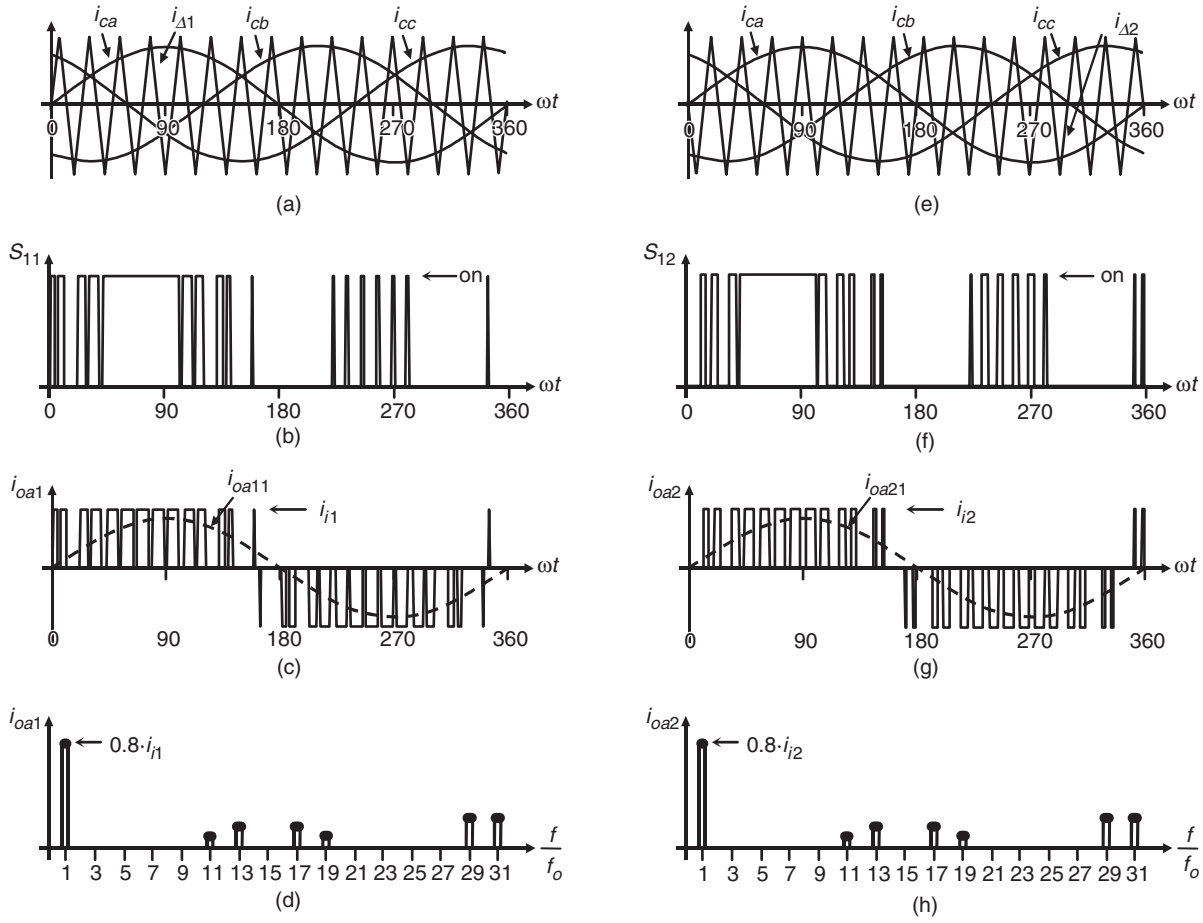 i_ca i_Δ1 i_cb i_cc
ωt
0 90 180 270 360
(a)
i_ca i_cb i_cc i_Δ2
ωt
0 90 180 270 360
(e)
S_11
on
ωt
0 90 180 270 360
(b)
S_12
on
ωt
0 90 180 270 360
(f)
i_oa1
i_oa11
i_i1
ωt
0 90 180 270 360
(c)
i_oa2
i_oa21
i_i2
ωt
0 90 180 270 360
(g)
i_oa1
0.8·i_i1
f
f_o
1 3 5 7 9 11 13 15 17 19 21 23 25 27 29 31
(d)
i_oa2
0.8·i_i2
f
f_o
1 3 5 7 9 11 13 15 17 19 21 23 25 27 29 31
(h)